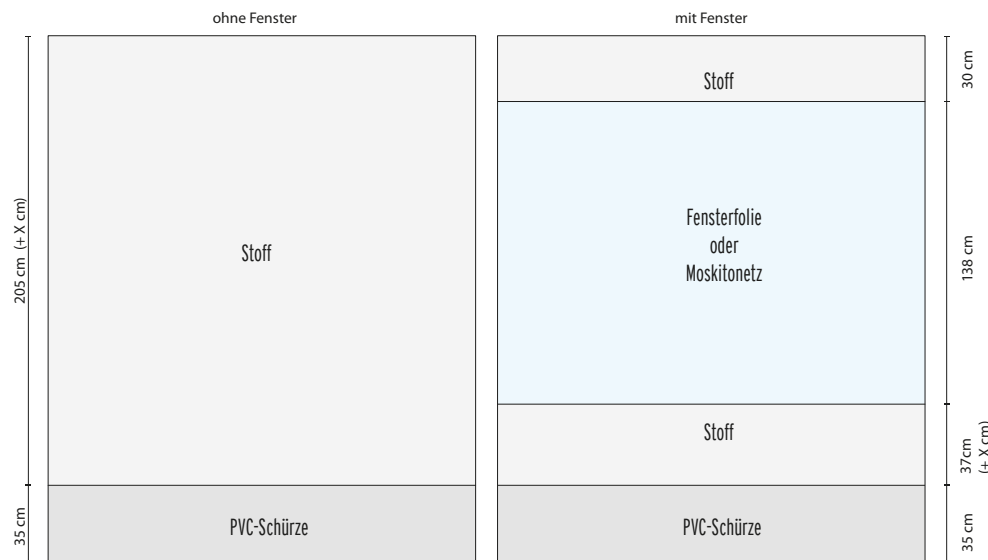 ohne Fenster
mit Fenster
205 cm (+ X cm)
35 cm
Stoff
PVC-Schürze
Stoff
Fensterfolie
oder
Moskitonetz
Stoff
PVC-Schürze
30 cm
138 cm
37cm
(+ X cm)
35 cm